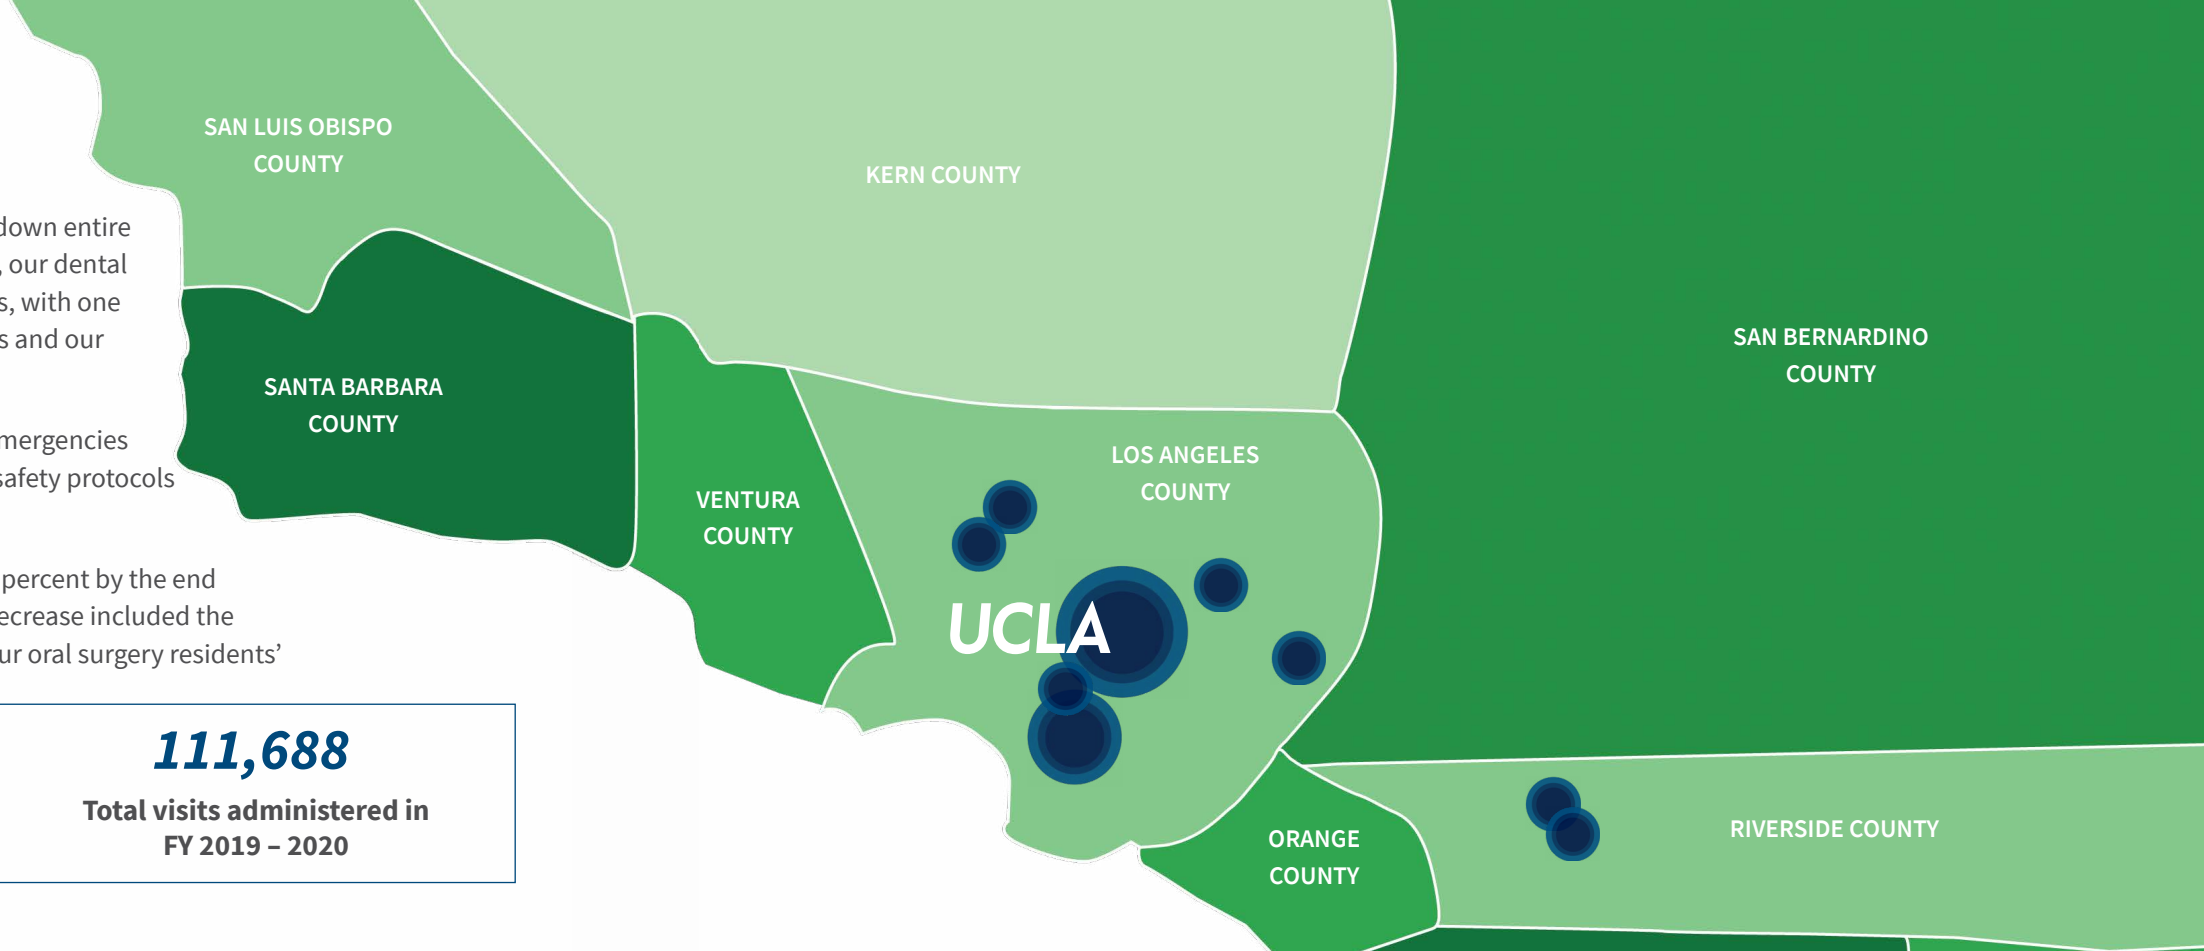 down entire
, our dental
s, with one
s and our
mergencies
safety protocols
percent by the end
ecrease included the
ur oral surgery residents’
111,688
Total visits administered in
FY 2019 – 2020
SAN LUIS OBISPO
COUNTY
KERN COUNTY
SAN BERNARDINO
COUNTY
SANTA BARBARA
COUNTY
VENTURA
COUNTY
LOS ANGELES
COUNTY
UCLA
ORANGE
COUNTY
RIVERSIDE COUNTY